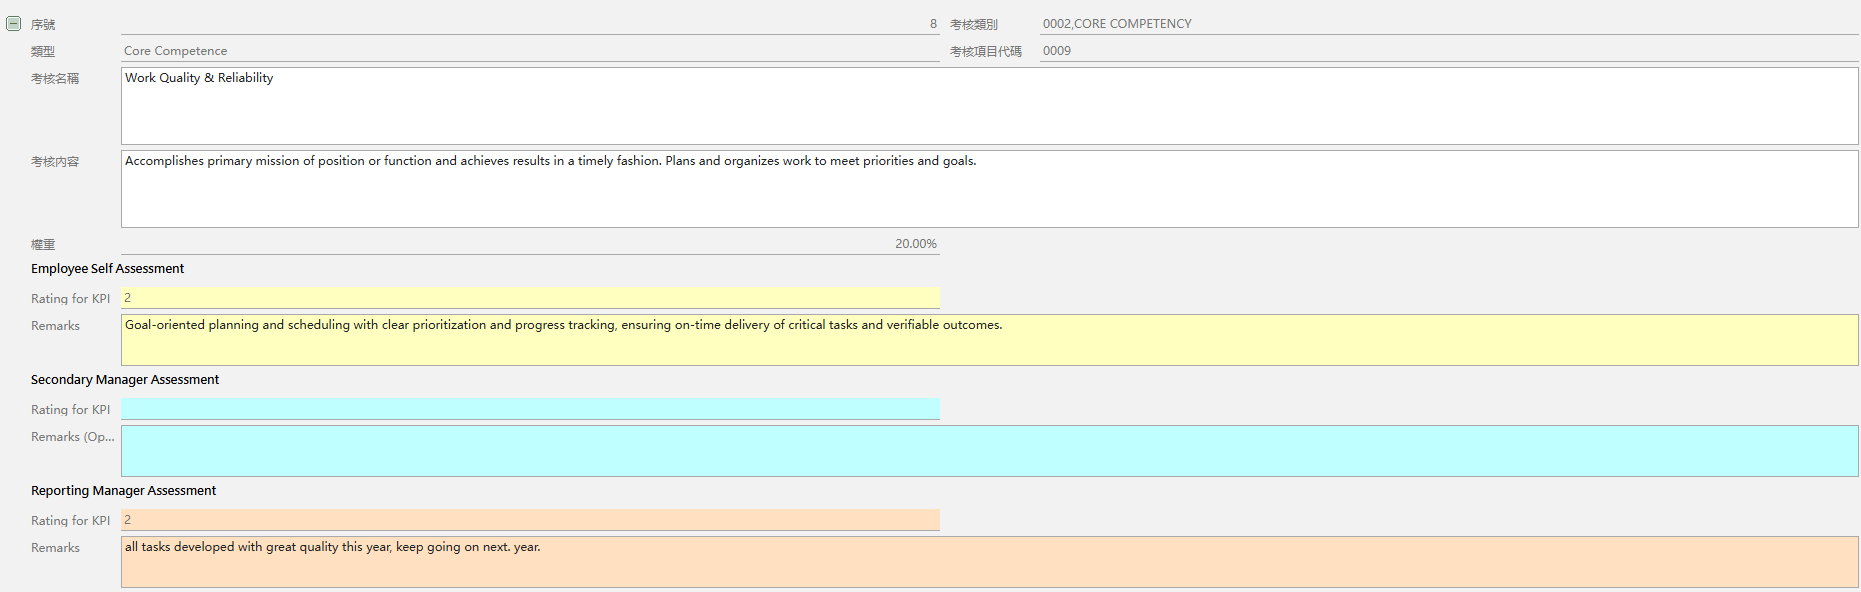 序號 8 考核類別 0002,CORE COMPETENCY
類型 Core Competence 考核項目代碼 0009
考核名稱 Work Quality & Reliability
考核內容 Accomplishes primary mission of position or function and achieves results in a timely fashion. Plans and organizes work to meet priorities and goals.
權重 20.00%
Employee Self Assessment
Rating for KPI 2
Remarks Goal-oriented planning and scheduling with clear prioritization and progress tracking, ensuring on-time delivery of critical tasks and verifiable outcomes.
Secondary Manager Assessment
Rating for KPI
Remarks (Op...
Reporting Manager Assessment
Rating for KPI 2
Remarks all tasks developed with great quality this year, keep going on next. year.